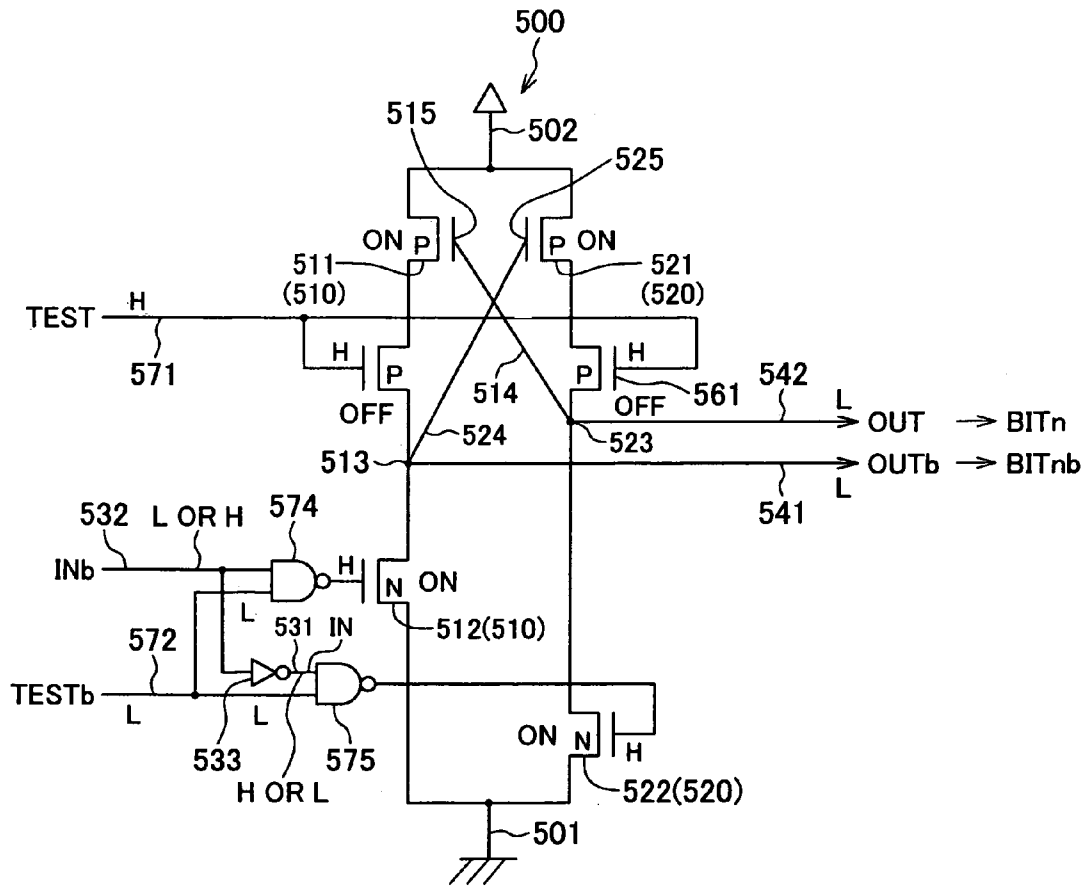 500
515
502
525
ON P
P ON
511
(510)
521
(520)
TEST H
571
H
P
OFF
H
P
OFF
514
561
542
524
523
L
OUT
BITn
513
OUTb
BITnb
L
541
574
532
L OR H
INb
H
N ON
L
512(510)
572
531
IN
TESTb
L
L
533
575
H OR L
ON N
H
522(520)
501